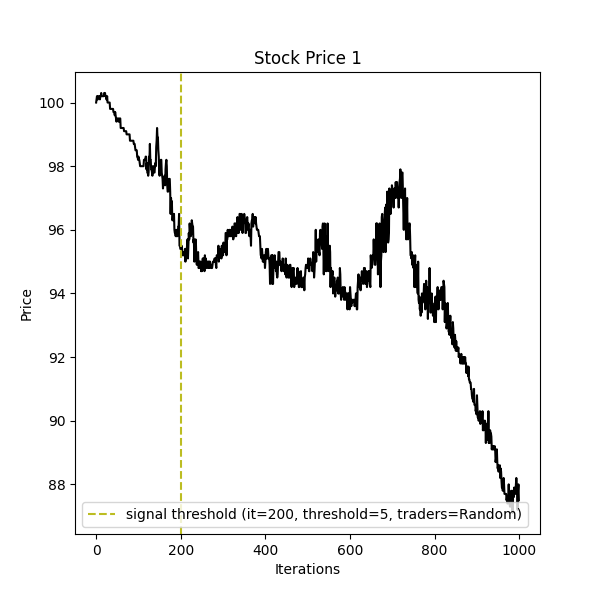 Stock Price 1
Price
100
98
96
94
92
90
88
signal threshold (it=200, threshold=5, traders=Random)
0 200 400 600 800 1000
Iterations